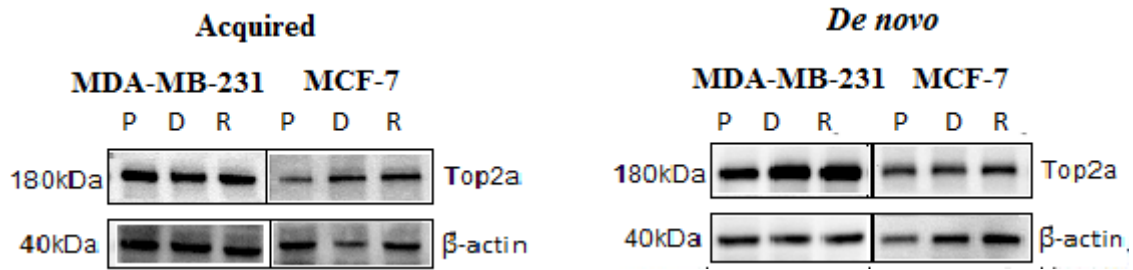 Acquired
MDA-MB-231 MCF-7
P D R P D R
180kDa Top2a
40kDa β-actin
De novo
MDA-MB-231 MCF-7
P D R P D R
180kDa Top2a
40kDa β-actin